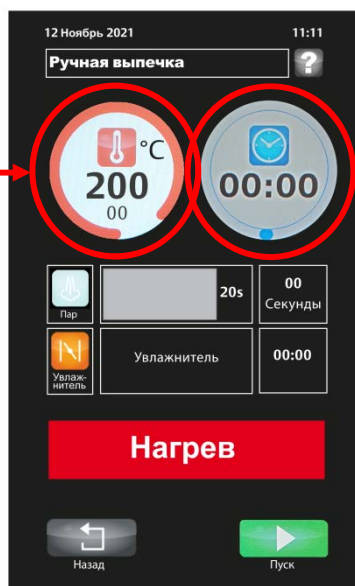 12 Ноябрь 2021 11:11
Ручная выпечка ?
°C
200
00
00:00
Пар
20s
00
Секунды
Увлаж-
нитель
Увлажнитель
00:00
Нагрев
Назад
Пуск